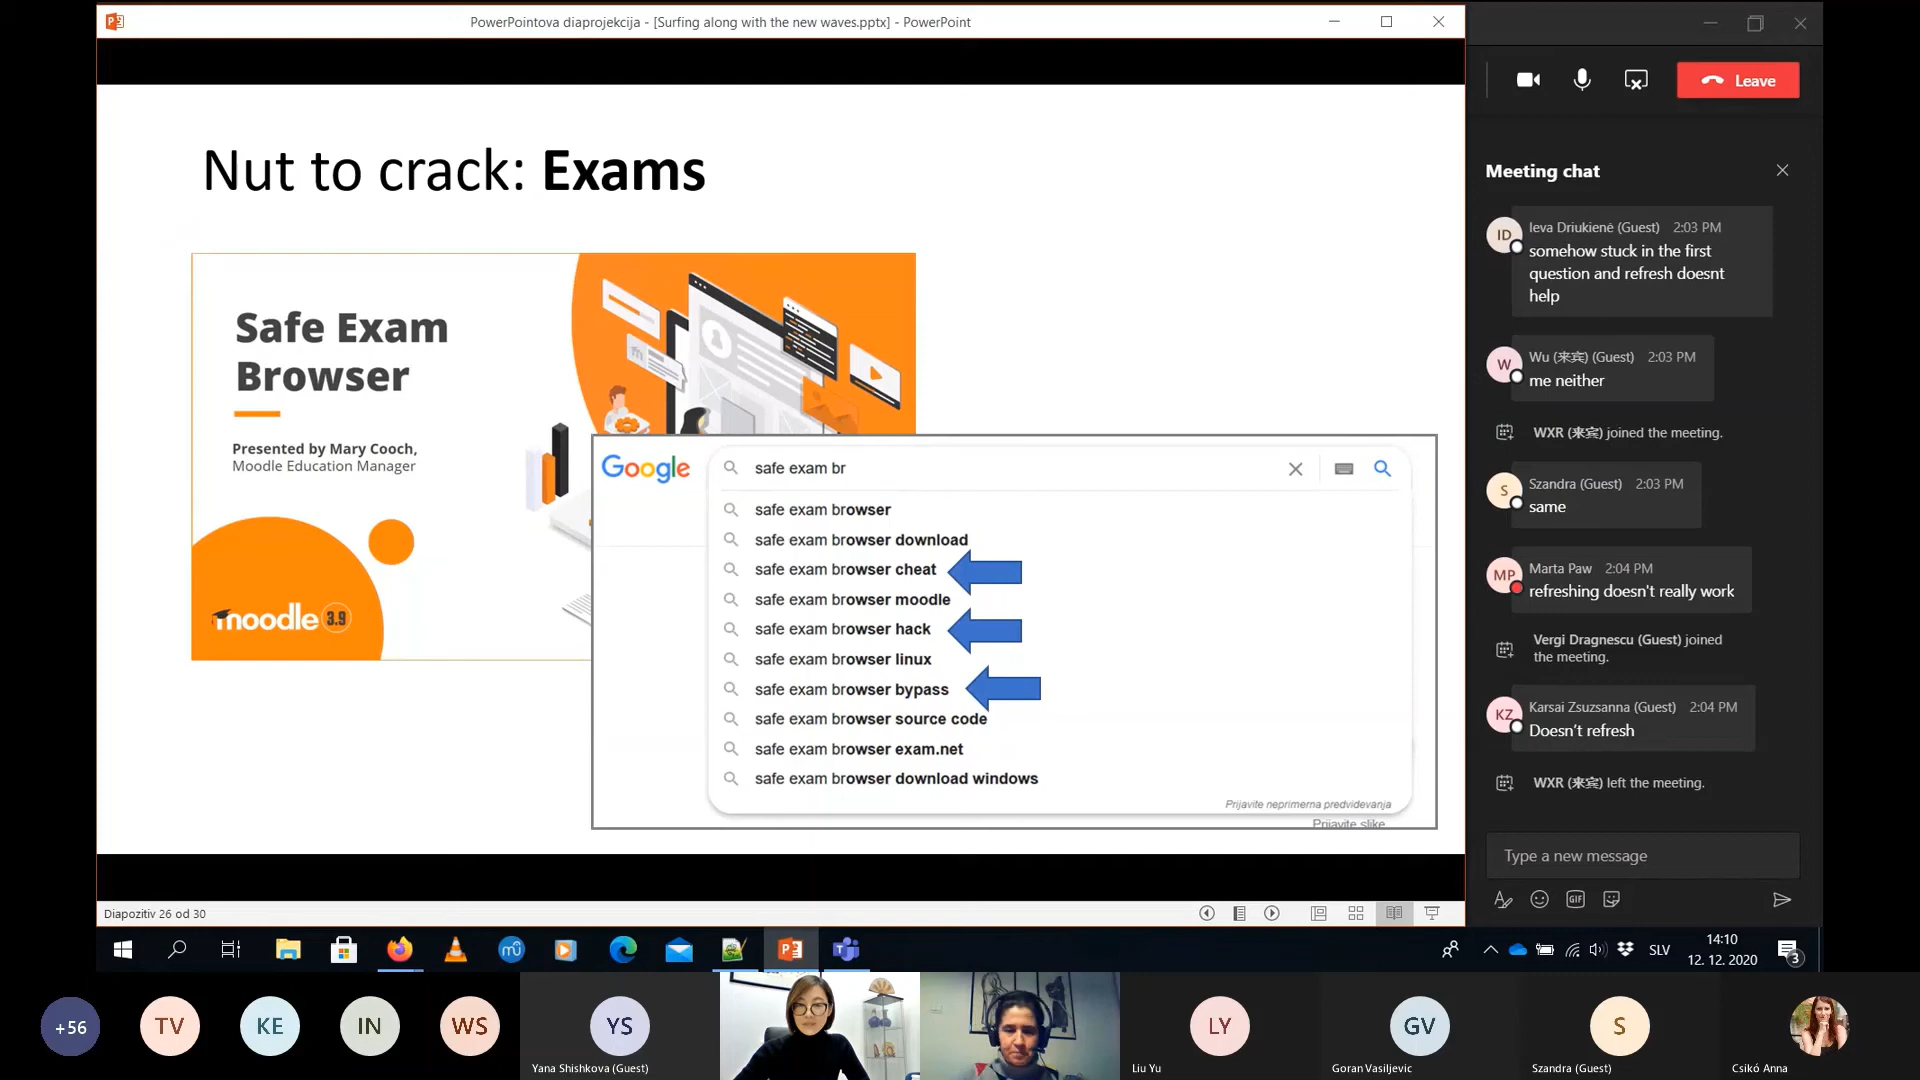 PowerPointova diaprojekcija - [Surfing along with the new waves.pptx] - PowerPoint
Nut to crack: Exams
Safe Exam
Browser
Presented by Mary Cooch,
Moodle Education Manager
moodle 3.9
Google
safe exam br
safe exam browser
safe exam browser download
safe exam browser cheat
safe exam browser moodle
safe exam browser hack
safe exam browser linux
safe exam browser bypass
safe exam browser source code
safe exam browser exam.net
safe exam browser download windows
Prijavite neprimerna predvidevanja
Prijavite slike
Diapozitiv 26 od 30
Leave
Meeting chat
ID
Ieva Driukienė (Guest) 2:03 PM
somehow stuck in the first
question and refresh doesnt
help
W
Wu (来宾) (Guest) 2:03 PM
me neither
WXR (来宾) joined the meeting.
S
Szandra (Guest) 2:03 PM
same
MP
Marta Paw 2:04 PM
refreshing doesn't really work
Vergi Dragnescu (Guest) joined
the meeting.
KZ
Karsai Zsuzsanna (Guest) 2:04 PM
Doesn't refresh
WXR (来宾) left the meeting.
Type a new message
GIF
SLV
14:10
12. 12. 2020
3
+56
TV
KE
IN
WS
YS
Yana Shishkova (Guest)
LY
Liu Yu
GV
Goran Vasiljevic
S
Szandra (Guest)
Csikó Anna